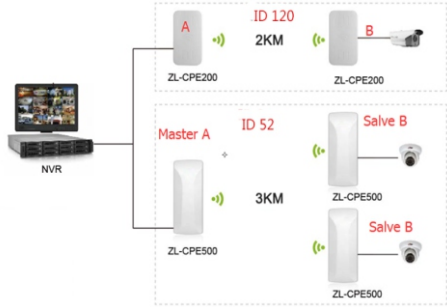 ID 120
A
2KM
B
ZL-CPE200
ZL-CPE200
Master A
ID 52
Salve B
NVR
3KM
ZL-CPE500
Salve B
ZL-CPE500
ZL-CPE500